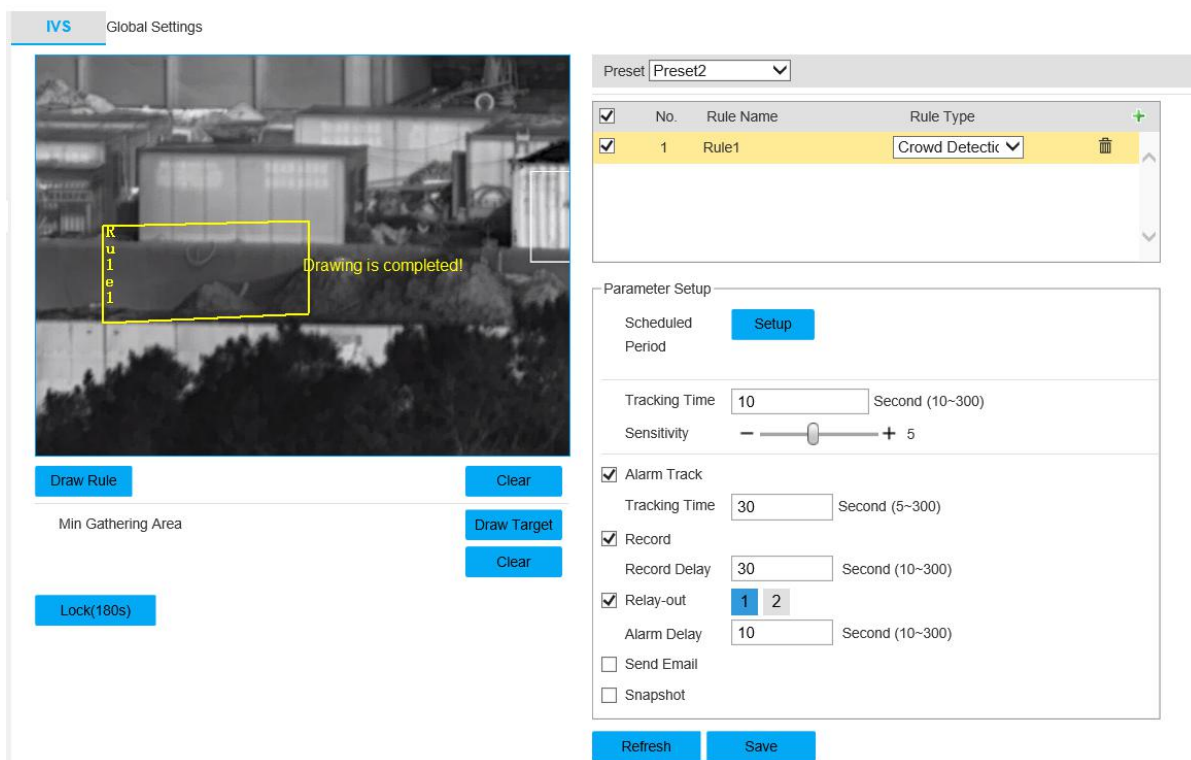 IVS Global Settings
Rule1
Drawing is completed!
Draw Rule
Clear
Min Gathering Area
Draw Target
Clear
Lock(180s)
Preset Preset2
No. Rule Name Rule Type +
1 Rule1 Crowd Detectic
Parameter Setup
Scheduled
Period
Setup
Tracking Time 10 Second (10~300)
Sensitivity − + 5
Alarm Track
Tracking Time 30 Second (5~300)
Record
Record Delay 30 Second (10~300)
Relay-out 1 2
Alarm Delay 10 Second (10~300)
Send Email
Snapshot
Refresh Save